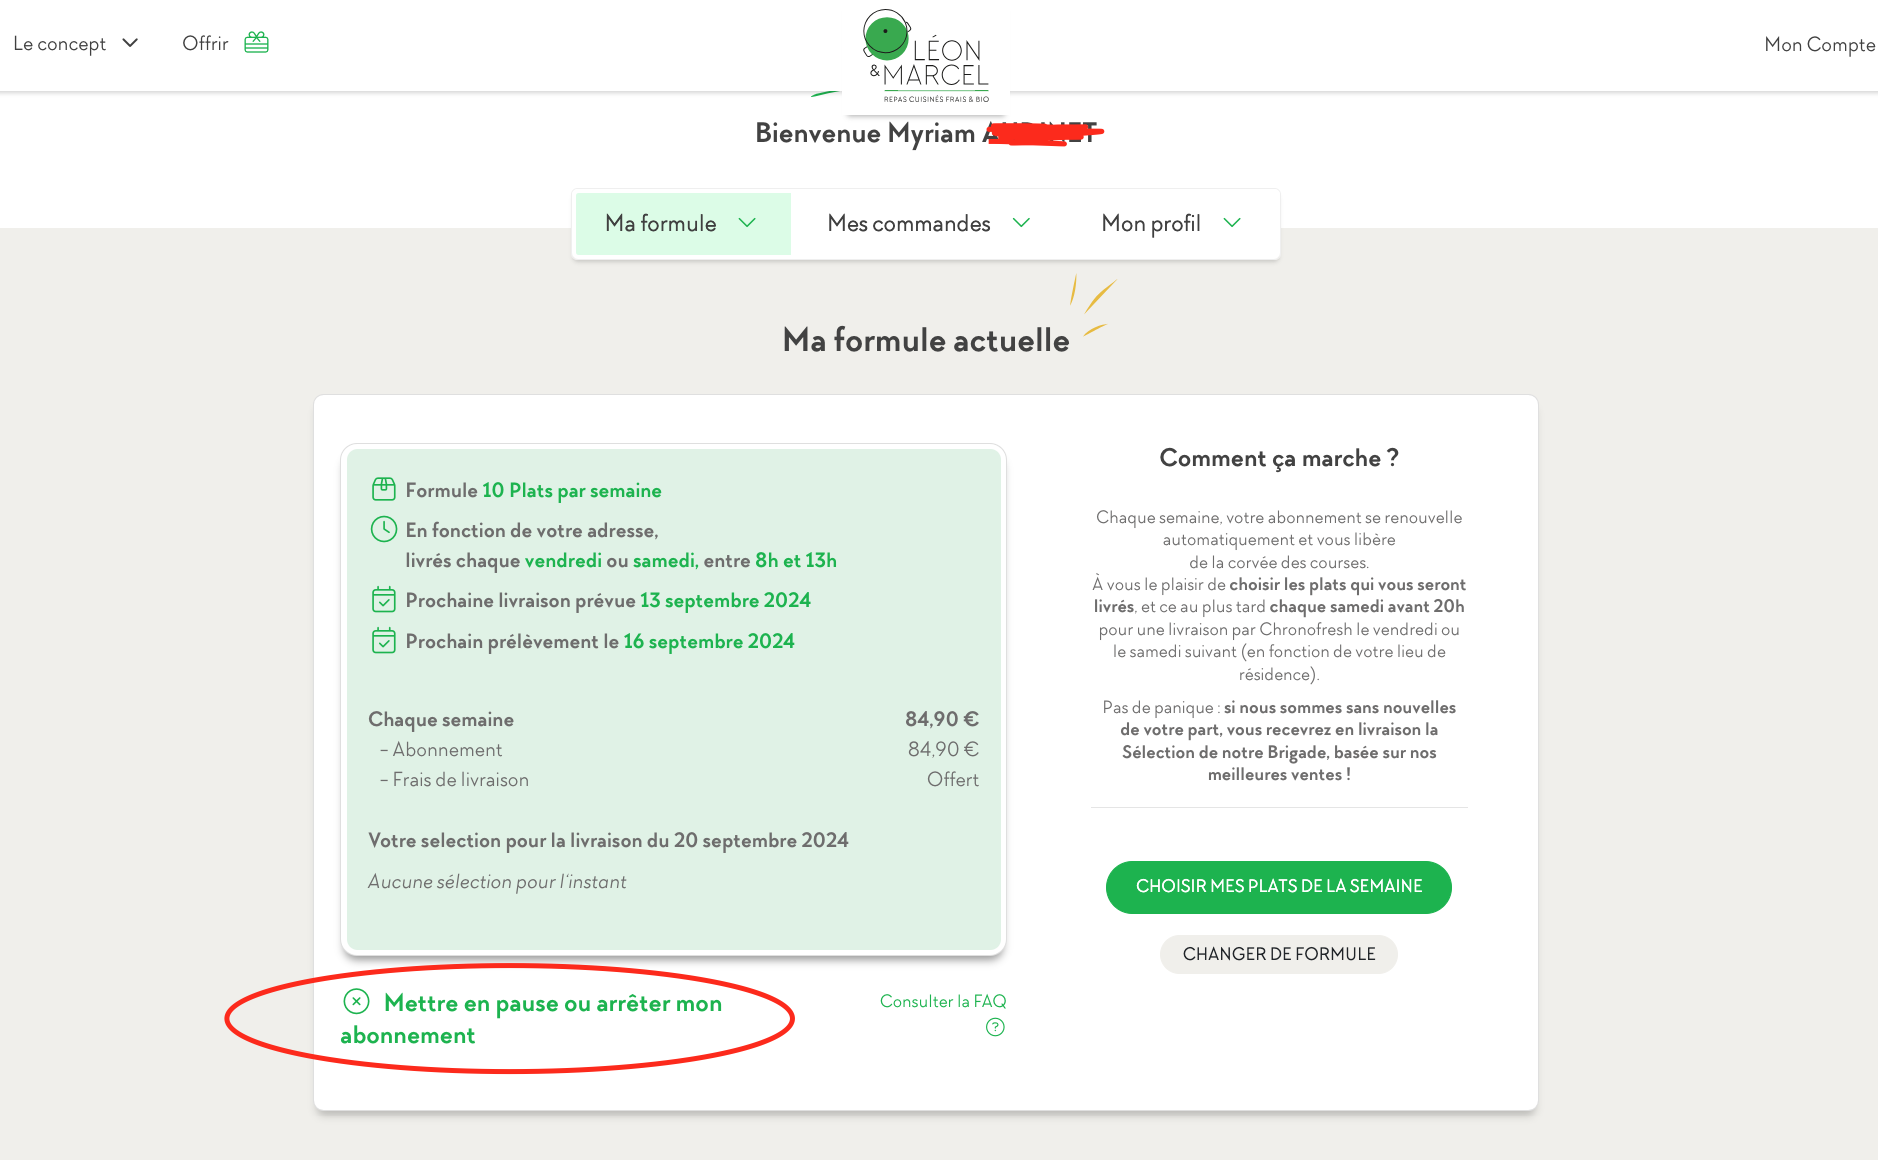 Le concept
Offrir
LÉON
&MARCEL
REPAS CUISINÉS FRAIS & BIO
Mon Compte
Bienvenue Myriam
Ma formule
Mes commandes
Mon profil
Ma formule actuelle
Formule 10 Plats par semaine
En fonction de votre adresse,
livrés chaque vendredi ou samedi, entre 8h et 13h
Prochaine livraison prévue 13 septembre 2024
Prochain prélèvement le 16 septembre 2024
Chaque semaine 84,90 €
– Abonnement 84,90 €
– Frais de livraison Offert
Votre selection pour la livraison du 20 septembre 2024
Aucune sélection pour l'instant
Mettre en pause ou arrêter mon
abonnement
Consulter la FAQ
?
Comment ça marche ?
Chaque semaine, votre abonnement se renouvelle
automatiquement et vous libère
de la corvée des courses.
À vous le plaisir de choisir les plats qui vous seront
livrés, et ce au plus tard chaque samedi avant 20h
pour une livraison par Chronofresh le vendredi ou
le samedi suivant (en fonction de votre lieu de
résidence).
Pas de panique : si nous sommes sans nouvelles
de votre part, vous recevrez en livraison la
Sélection de notre Brigade, basée sur nos
meilleures ventes !
CHOISIR MES PLATS DE LA SEMAINE
CHANGER DE FORMULE